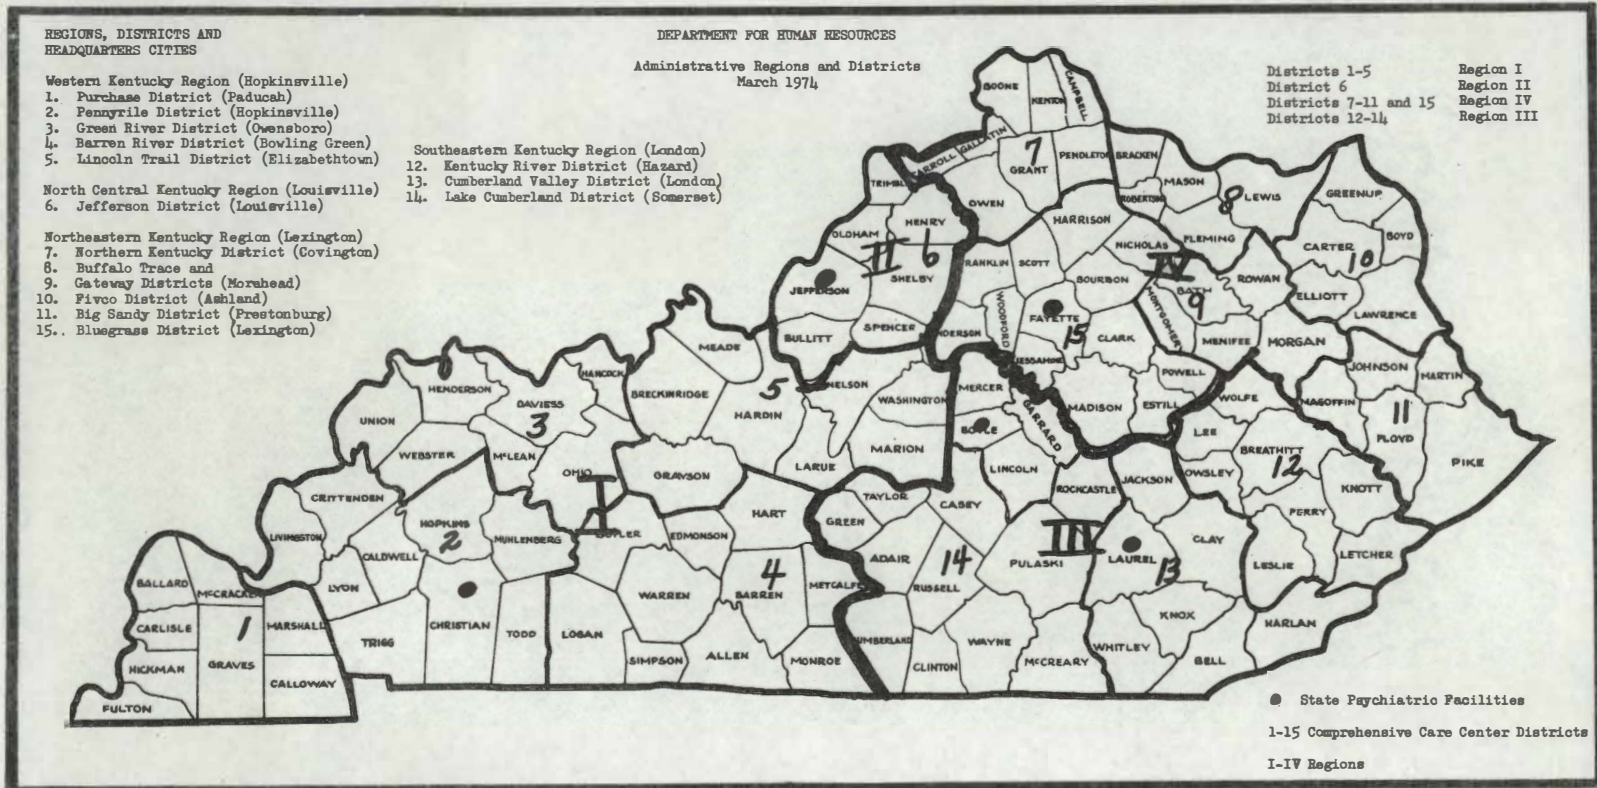 REGIONS, DISTRICTS AND
HEADQUARTERS CITIES
Western Kentucky Region (Hopkinsville)
1. Purchase District (Paducah)
2. Pennyrile District (Hopkinsville)
3. Green River District (Owensboro)
4. Barren River District (Bowling Green)
5. Lincoln Trail District (Elizabethtown)
North Central Kentucky Region (Louisville)
6. Jefferson District (Louisville)
Northeastern Kentucky Region (Lexington)
7. Northern Kentucky District (Covington)
8. Buffalo Trace and
9. Gateway Districts (Morehead)
10. Fivco District (Ashland)
11. Big Sandy District (Prestonburg)
15.. Bluegrass District (Lexington)
Southeastern Kentucky Region (London)
12. Kentucky River District (Hazard)
13. Cumberland Valley District (London)
14. Lake Cumberland District (Somerset)
DEPARTMENT FOR HUMAN RESOURCES
Administrative Regions and Districts
March 1974
Districts 1-5 Region I
District 6 Region II
Districts 7-11 and 15 Region IV
Districts 12-14 Region III
BOONE
KENTON
CAMPBELL
GALLATIN
CARROLL
7
GRANT
PENDLETON
BRACKEN
TRIMBLE
OWEN
MASON
ROBERTSON
8
LEWIS
GREENUP
HENRY
HARRISON
OLDHAM
II
6
SHELBY
NICHOLAS
FLEMING
CARTER
10
BOYD
FRANKLIN
SCOTT
BOURBON
IV
BATH
9
ROWAN
ELLIOTT
LAWRENCE
JEFFERSON
WOODFORD
FAYETTE
15
CLARK
MONTGOMERY
MENIFEE
MORGAN
BULLITT
SPENCER
ANDERSON
JESSAMINE
POWELL
JOHNSON
MARTIN
MEADE
HANCOCK
BRECKINRIDGE
5
HARDIN
NELSON
WASHINGTON
MERCER
GARRARD
MADISON
ESTILL
WOLFE
MAGOFFIN
11
FLOYD
HENDERSON
UNION
DAVIESS
3
BOYLE
LEE
BREATHITT
12
PIKE
WEBSTER
McLEAN
OHIO
GRAYSON
LARUE
MARION
LINCOLN
ROCKCASTLE
JACKSON
OWSLEY
KNOTT
CRITTENDEN
I
HART
TAYLOR
CASEY
PERRY
LIVINGSTON
HOPKINS
2
MUHLENBERG
BUTLER
EDMONSON
GREEN
III
CLAY
LETCHER
CALDWELL
ADAIR
14
PULASKI
LAUREL
13
LESLIE
BALLARD
McCRACKEN
LYON
WARREN
4
BARREN
METCALFE
RUSSELL
KNOX
HARLAN
CARLISLE
1
MARSHALL
CHRISTIAN
TODD
LOGAN
TRIGG
CUMBERLAND
WAYNE
WHITLEY
BELL
HICKMAN
GRAVES
CALLOWAY
SIMPSON
ALLEN
MONROE
CLINTON
McCREARY
FULTON
State Psychiatric Facilities
1-15 Comprehensive Care Center Districts
I-IV Regions